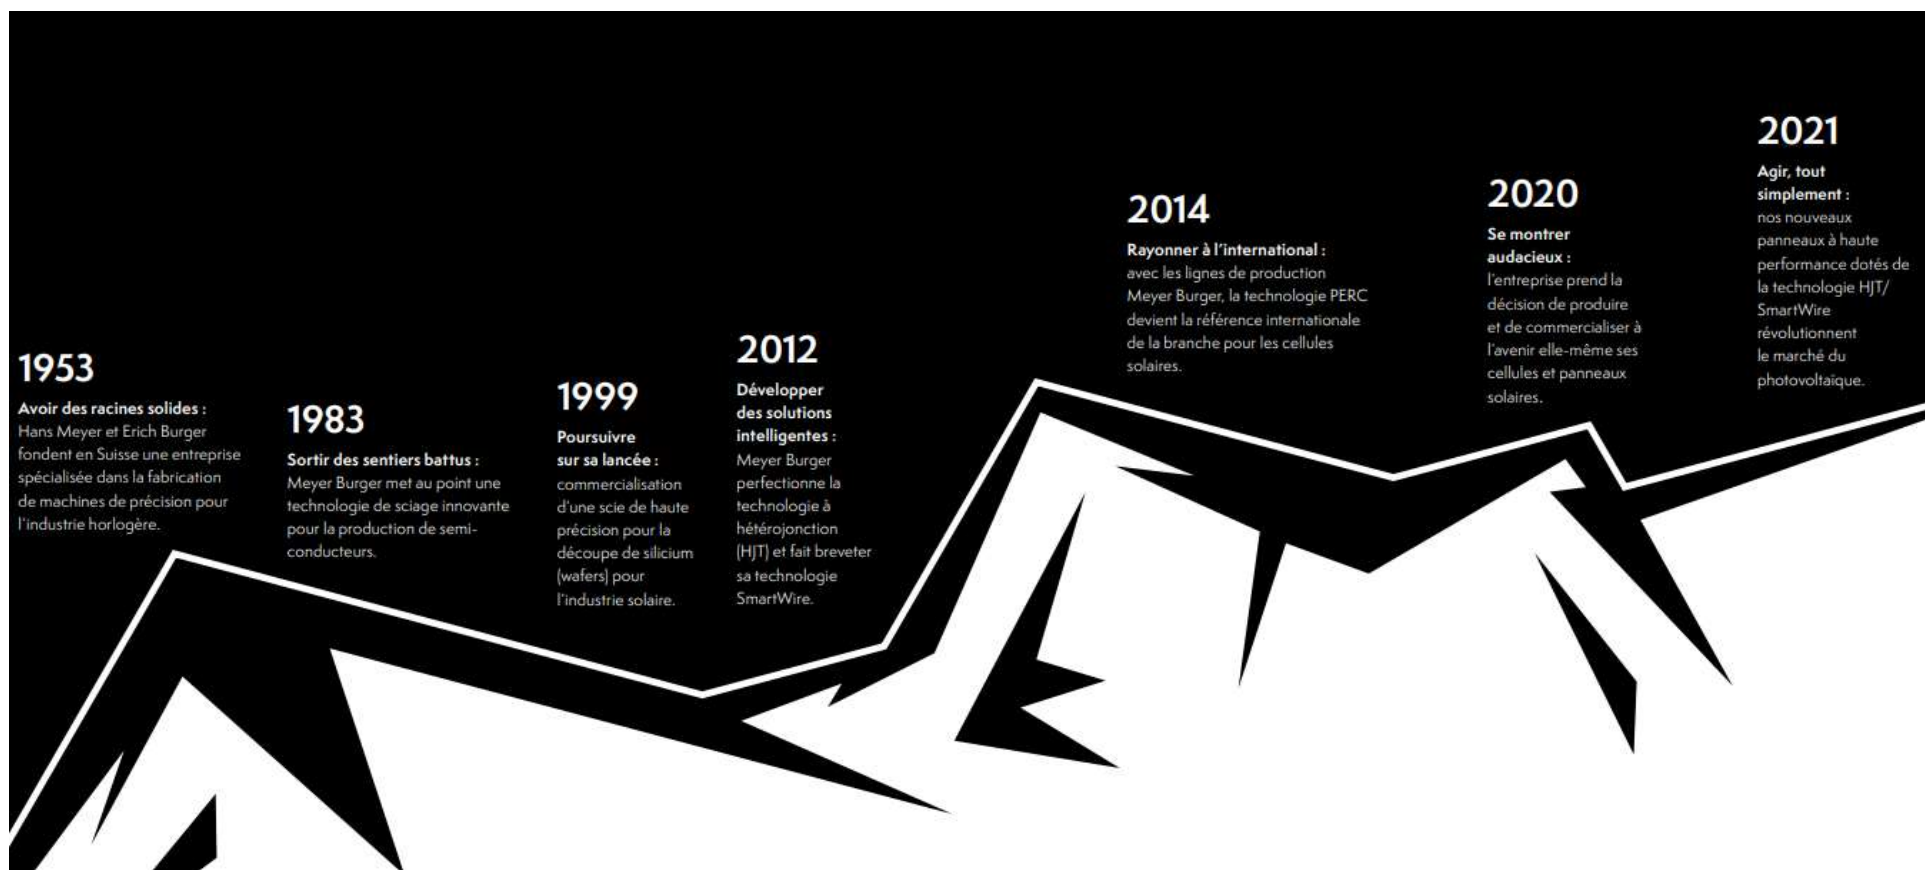 1953
Avoir des racines solides :
Hans Meyer et Erich Burger
fondent en Suisse une entreprise
spécialisée dans la fabrication
de machines de précision pour
l'industrie horlogère.
1983
Sortir des sentiers battus :
Meyer Burger met au point une
technologie de sciage innovante
pour la production de semi-
conducteurs.
1999
Poursuivre
sur sa lancée :
commercialisation
d'une scie de haute
précision pour la
découpe de silicium
(wafers) pour
l'industrie solaire.
2012
Développer
des solutions
intelligentes :
Meyer Burger
perfectionne la
technologie à
hétérojonction
(HJT) et fait breveter
sa technologie
SmartWire.
2014
Rayonner à l'international :
avec les lignes de production
Meyer Burger, la technologie PERC
devient la référence internationale
de la branche pour les cellules
solaires.
2020
Se montrer
audacieux :
l'entreprise prend la
décision de produire
et de commercialiser à
l'avenir elle-même ses
cellules et panneaux
solaires.
2021
Agir, tout
simplement :
nos nouveaux
panneaux à haute
performance dotés de
la technologie HJT/
SmartWire
révolutionnent
le marché du
photovoltaïque.